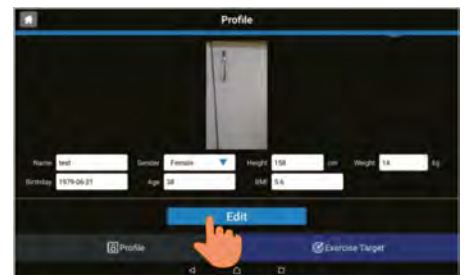 Profile
Name test Gender Female Height 158 cm Weight 14 kg
Birthday 1979-06-21 Age 38 BMI 5.6
Edit
Profile Exercise Target